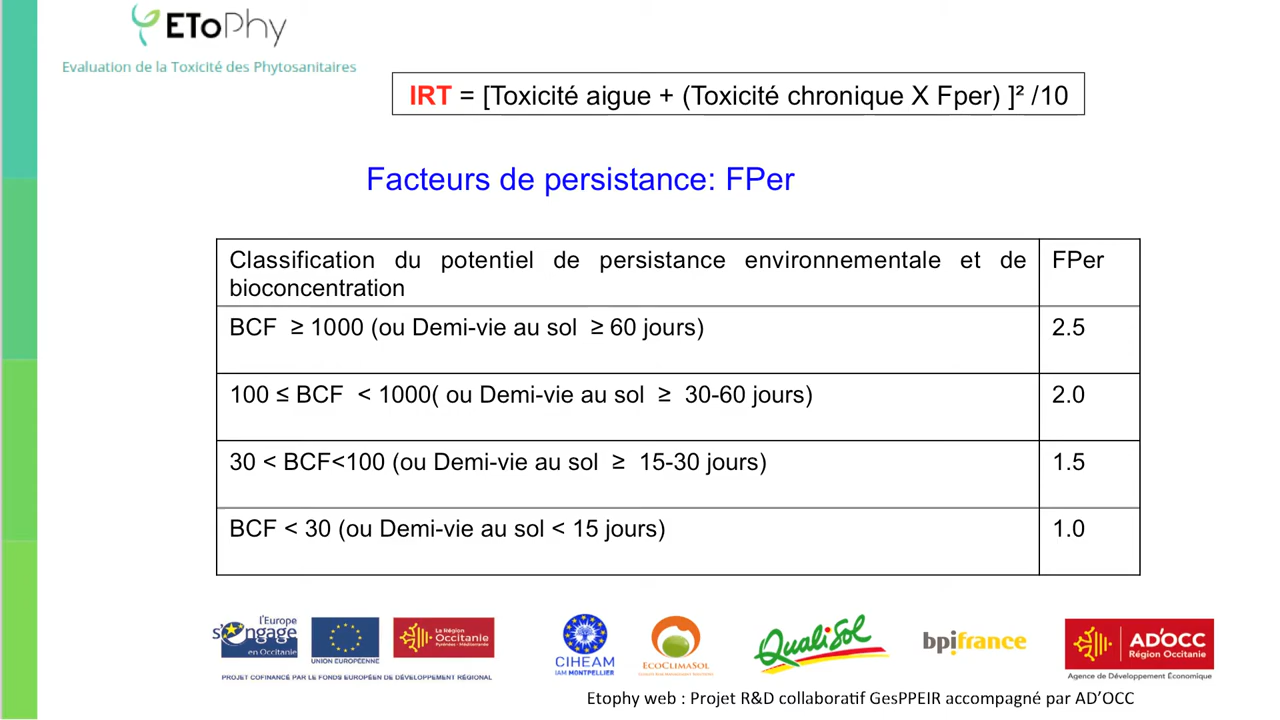 EToPhy
Evaluation de la Toxicité des Phytosanitaires
IRT = [Toxicité aigue + (Toxicité chronique X Fper) ]² /10
Facteurs de persistance: FPer
Classification du potentiel de persistance environnementale et de
bioconcentration
FPer
BCF ≥ 1000 (ou Demi-vie au sol ≥ 60 jours)
2.5
100 ≤ BCF < 1000( ou Demi-vie au sol ≥ 30-60 jours)
2.0
30 < BCF<100 (ou Demi-vie au sol ≥ 15-30 jours)
1.5
BCF < 30 (ou Demi-vie au sol < 15 jours)
1.0
l'Europe
s'engage
en Occitanie
UNION EUROPÉENNE
La Région
Occitanie
Pyrénées - Méditerranée
PROJET COFINANCÉ PAR LE FONDS EUROPÉEN DE DÉVELOPPEMENT RÉGIONAL
CIHEAM
IAM MONTPELLIER
ECOCLIMASOL
QualiSol
bpifrance
AD'OCC
Région Occitanie
Agence de Développement Économique
Etophy web : Projet R&D collaboratif GesPPEIR accompagné par AD’OCC